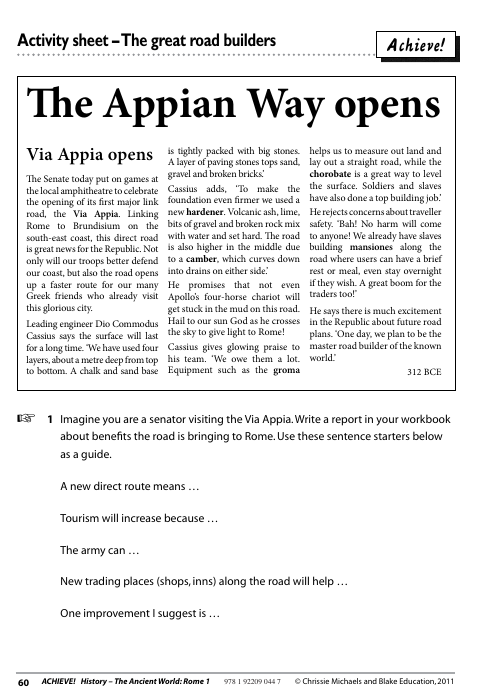 Activity sheet – The great road builders
Achieve!
The Appian Way opens
Via Appia opens
The Senate today put on games at
the local amphitheatre to celebrate
the opening of its first major link
road, the Via Appia. Linking
Rome to Brundisium on the
south-east coast, this direct road
is great news for the Republic. Not
only will our troops better defend
our coast, but also the road opens
up a faster route for our many
Greek friends who already visit
this glorious city.
Leading engineer Dio Commodus
Cassius says the surface will last
for a long time. ‘We have used four
layers, about a metre deep from top
to bottom. A chalk and sand base
is tightly packed with big stones.
A layer of paving stones tops sand,
gravel and broken bricks.’
Cassius adds, ‘To make the
foundation even firmer we used a
new hardener. Volcanic ash, lime,
bits of gravel and broken rock mix
with water and set hard. The road
is also higher in the middle due
to a camber, which curves down
into drains on either side.’
He promises that not even
Apollo’s four-horse chariot will
get stuck in the mud on this road.
Hail to our sun God as he crosses
the sky to give light to Rome!
Cassius gives glowing praise to
his team. ‘We owe them a lot.
Equipment such as the groma
helps us to measure out land and
lay out a straight road, while the
chorobate is a great way to level
the surface. Soldiers and slaves
have also done a top building job.’
He rejects concerns about traveller
safety. ‘Bah! No harm will come
to anyone! We already have slaves
building mansiones along the
road where users can have a brief
rest or meal, even stay overnight
if they wish. A great boom for the
traders too!’
He says there is much excitement
in the Republic about future road
plans. ‘One day, we plan to be the
master road builder of the known
world.’
312 BCE
1 Imagine you are a senator visiting the Via Appia. Write a report in your workbook
about benefits the road is bringing to Rome. Use these sentence starters below
as a guide.
A new direct route means …
Tourism will increase because …
The army can …
New trading places (shops, inns) along the road will help …
One improvement I suggest is …
60 ACHIEVE! History – The Ancient World: Rome 1 978 1 92209 044 7 © Chrissie Michaels and Blake Education, 2011